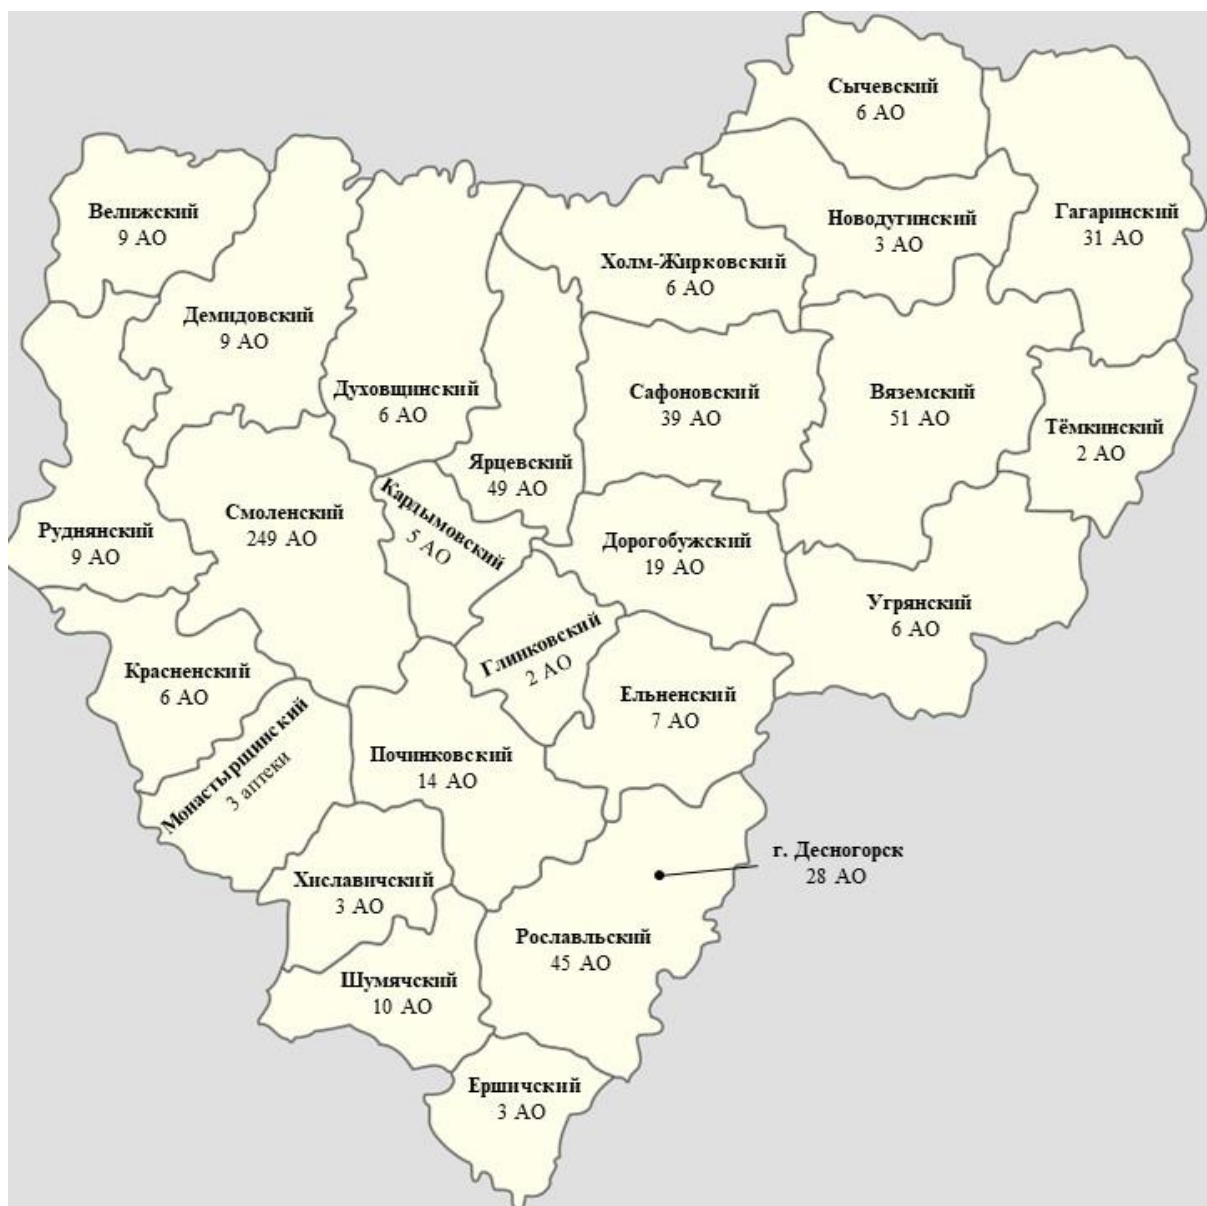 Сычевский
6 АО
Велижский
9 АО
Новодугинский
3 АО
Гагаринский
31 АО
Холм-Жирковский
6 АО
Демидовский
9 АО
Духовщинский
6 АО
Сафоновский
39 АО
Вяземский
51 АО
Тёмкинский
2 АО
Ярцевский
49 АО
Кардымовский
5 АО
Смоленский
249 АО
Руднянский
9 АО
Дорогобужский
19 АО
Угрянский
6 АО
Глинковский
2 АО
Красненский
6 АО
Ельненский
7 АО
Монастырщинский
3 аптеки
Починковский
14 АО
г. Десногорск
28 АО
Хиславичский
3 АО
Рославльский
45 АО
Шумячский
10 АО
Ершичский
3 АО